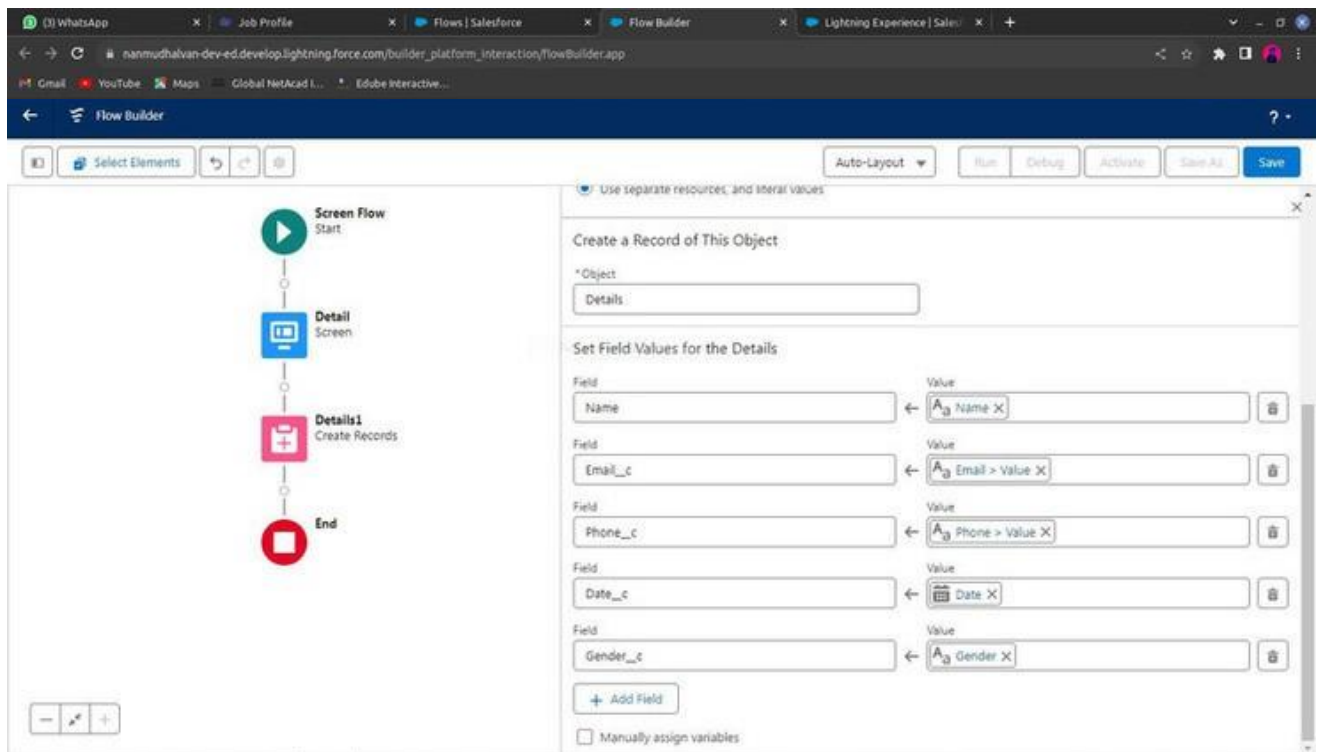 (3) WhatsApp
Job Profile
Flows | Salesforce
Flow Builder
Lightning Experience | Sales
nanmudhalvan-dev-ed.develop.lightning.force.com/builder_platform_interaction/flowBuilder.app
Gmail YouTube Maps Global NetAcad I... Edube Interactive...
Flow Builder
?
Select Elements
Auto-Layout
Run
Debug
Activate
Save As
Save
Screen Flow
Start
Detail
Screen
Details1
Create Records
End
Use separate resources, and literal values
Create a Record of This Object
*Object
Details
Set Field Values for the Details
Field Value
Name ← Aa Name ×
Field Value
Email__c ← Aa Email > Value ×
Field Value
Phone__c ← Aa Phone > Value ×
Field Value
Date__c ← Date ×
Field Value
Gender__c ← Aa Gender ×
+ Add Field
Manually assign variables